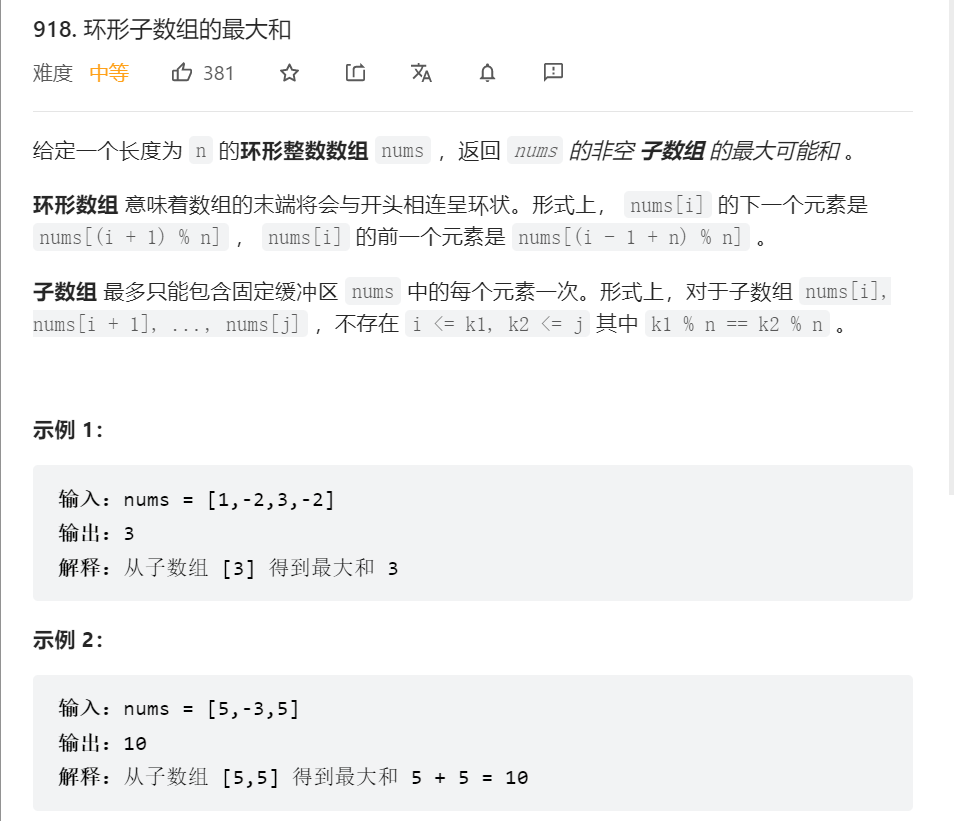 918. 环形子数组的最大和
难度 中等 381
给定一个长度为 n 的环形整数数组 nums ，返回 nums 的非空 子数组 的最大可能和 。
环形数组 意味着数组的末端将会与开头相连呈环状。形式上， nums[i] 的下一个元素是
nums[(i + 1) % n] ， nums[i] 的前一个元素是 nums[(i - 1 + n) % n] 。
子数组 最多只能包含固定缓冲区 nums 中的每个元素一次。形式上，对于子数组 nums[i],
nums[i + 1], ..., nums[j] ，不存在 i <= k1, k2 <= j 其中 k1 % n == k2 % n 。
示例 1：
输入：nums = [1,-2,3,-2]
输出：3
解释：从子数组 [3] 得到最大和 3
示例 2：
输入：nums = [5,-3,5]
输出：10
解释：从子数组 [5,5] 得到最大和 5 + 5 = 10